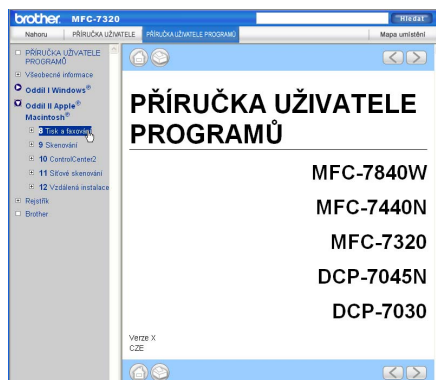 brother. MFC-7320 Hledat
Nahoru PŘÍRUČKA UŽIVATELE PŘÍRUČKA UŽIVATELE PROGRAMŮ Mapa umístění
PŘÍRUČKA UŽIVATELE
PROGRAMŮ
Všeobecné informace
Oddíl I Windows®
Oddíl II Apple®
Macintosh®
8 Tisk a faxování
9 Skenování
10 ControlCenter2
11 Síťové skenování
12 Vzdálená instalace
Rejstřík
Brother
PŘÍRUČKA UŽIVATELE
PROGRAMŮ
MFC-7840W
MFC-7440N
MFC-7320
DCP-7045N
DCP-7030
Verze X
CZE